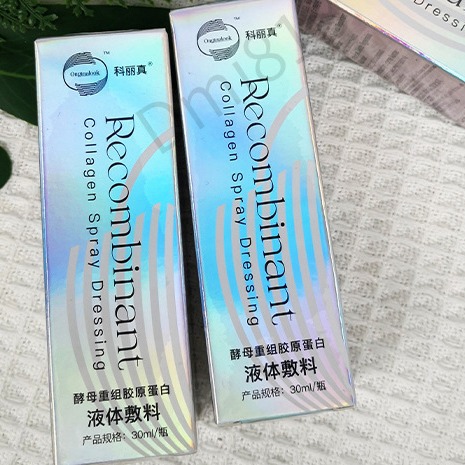 科丽真®
Recombinant
Collagen Spray Dressing
酵母重组胶原蛋白
液体敷料
产品规格：30ml/瓶
™
科丽真®
Recombinant
Collagen Spray Dressing
酵母重组胶原蛋白
液体敷料
产品规格：30ml/瓶
Dressing